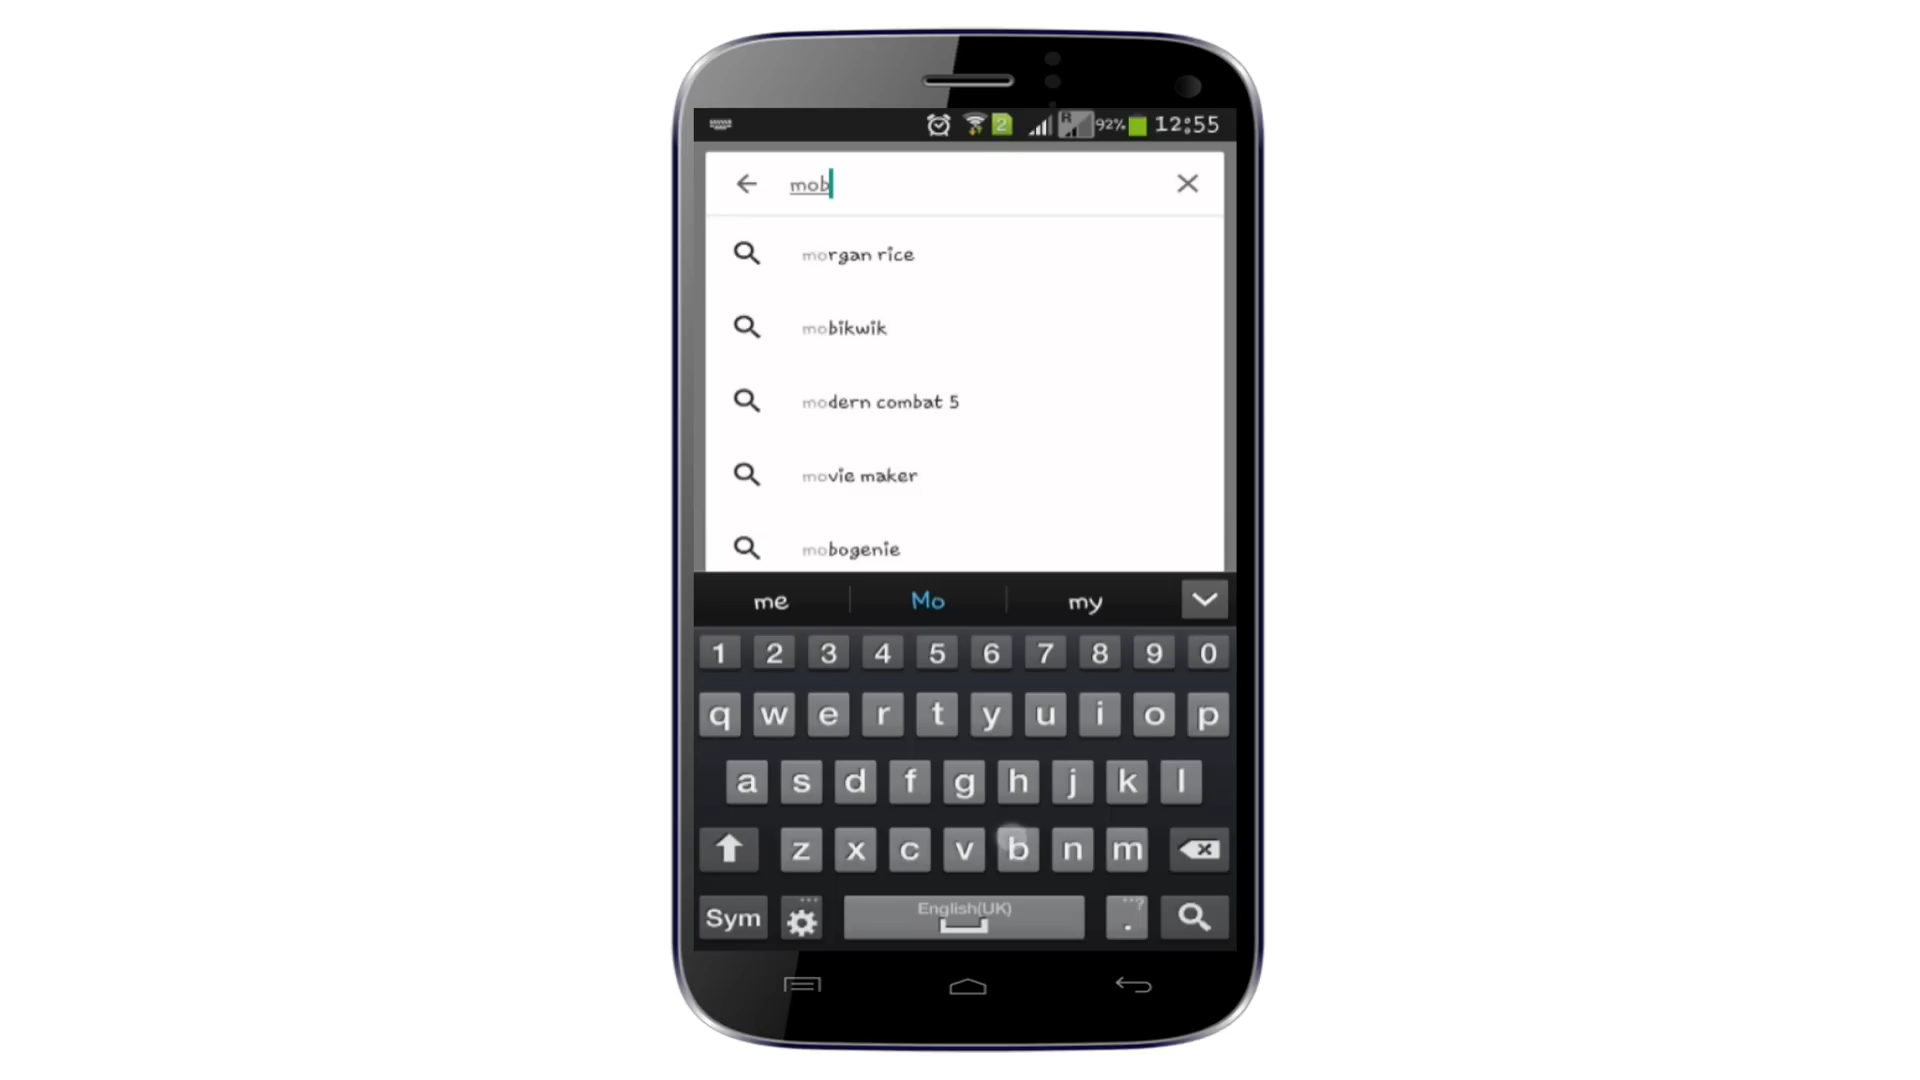 2 R 92% 12:55
mob
morgan rice
mobikwik
modern combat 5
movie maker
mobogenie
me Mo my
1 2 3 4 5 6 7 8 9 0
q w e r t y u i o p
a s d f g h j k l
z x c v b n m
Sym English(UK) . ?